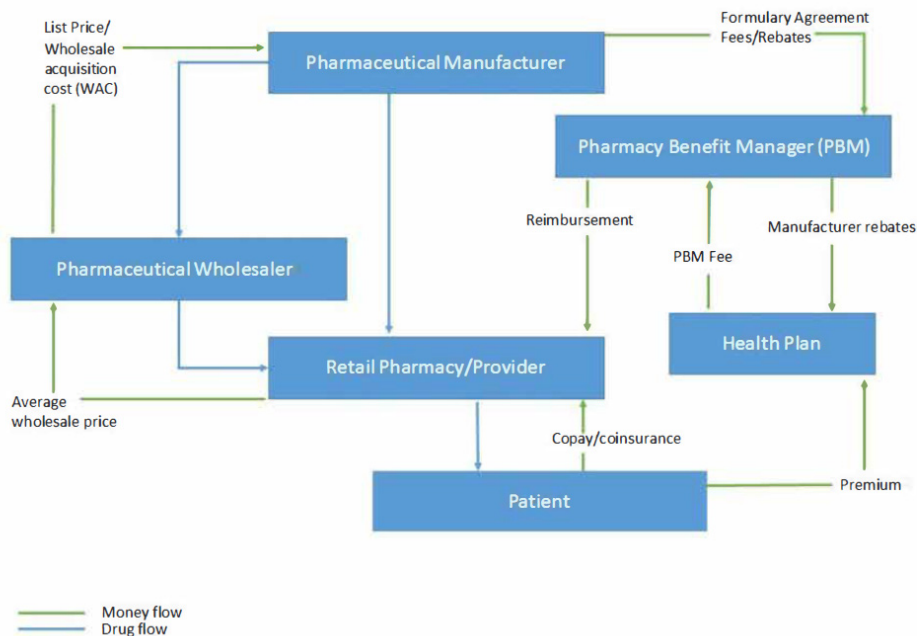 List Price/
Wholesale
acquisition
cost (WAC)
Formulary Agreement
Fees/Rebates
Pharmaceutical Manufacturer
Pharmacy Benefit Manager (PBM)
Reimbursement
Manufacturer rebates
PBM Fee
Pharmaceutical Wholesaler
Health Plan
Retail Pharmacy/Provider
Average
wholesale price
Copay/coinsurance
Patient
Premium
Money flow
Drug flow